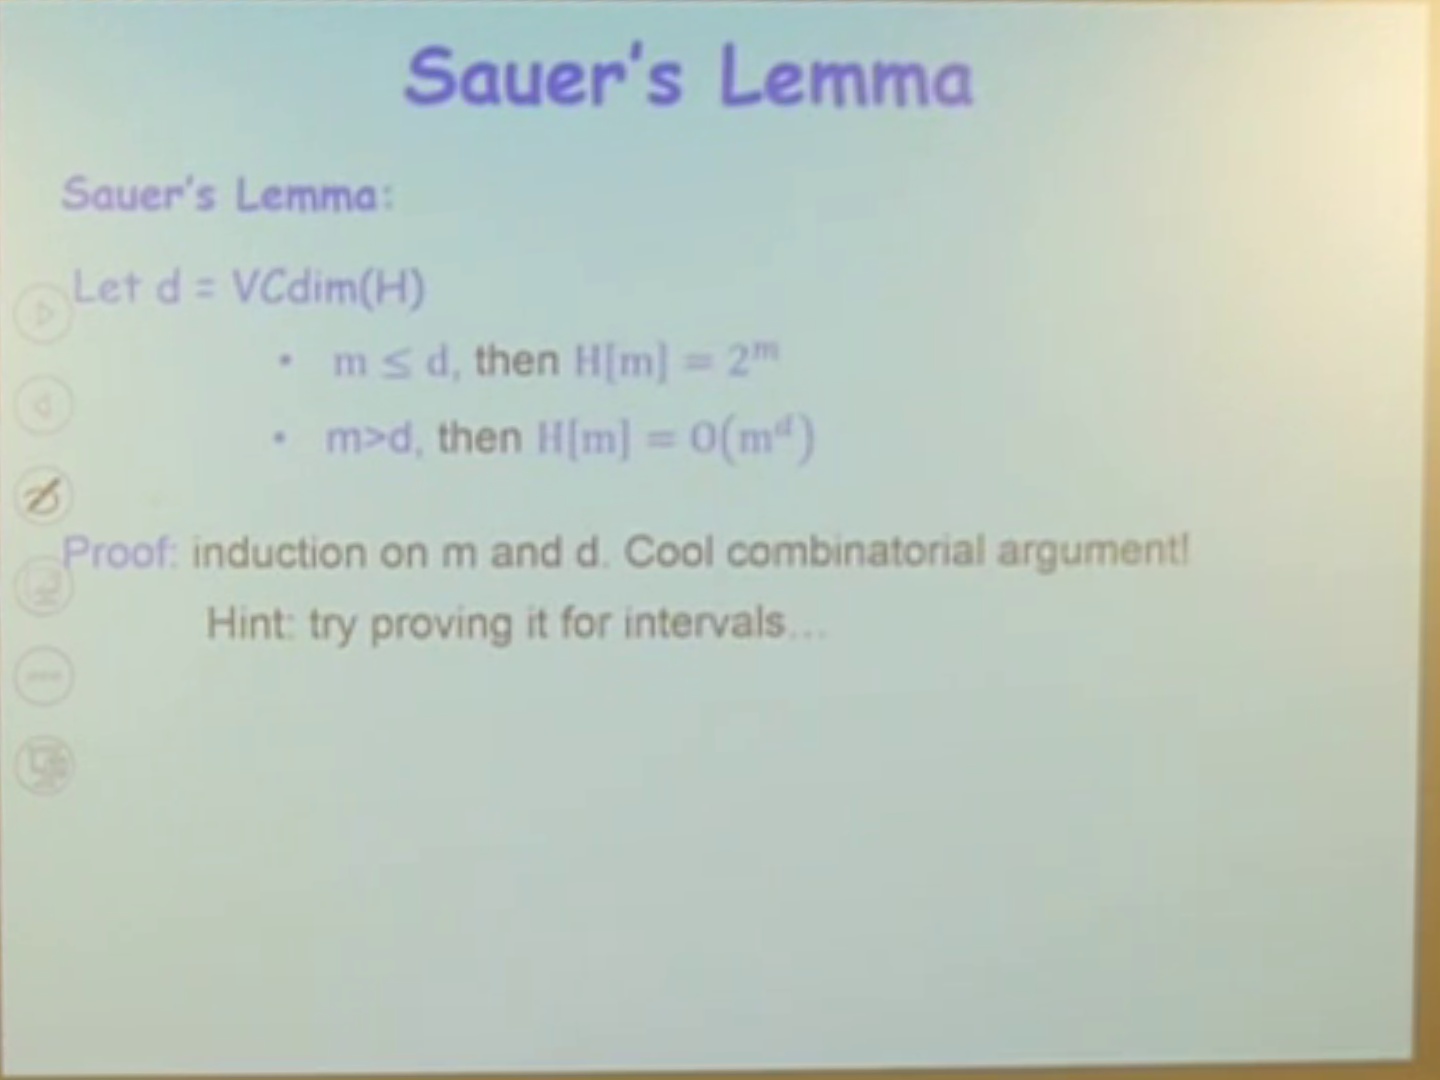 Sauer's Lemma
Sauer's Lemma:
Let d = VCdim(H)
• m ≤ d, then H[m] = 2^m
• m>d, then H[m] = O(m^d)
Proof: induction on m and d. Cool combinatorial argument!
Hint: try proving it for intervals...